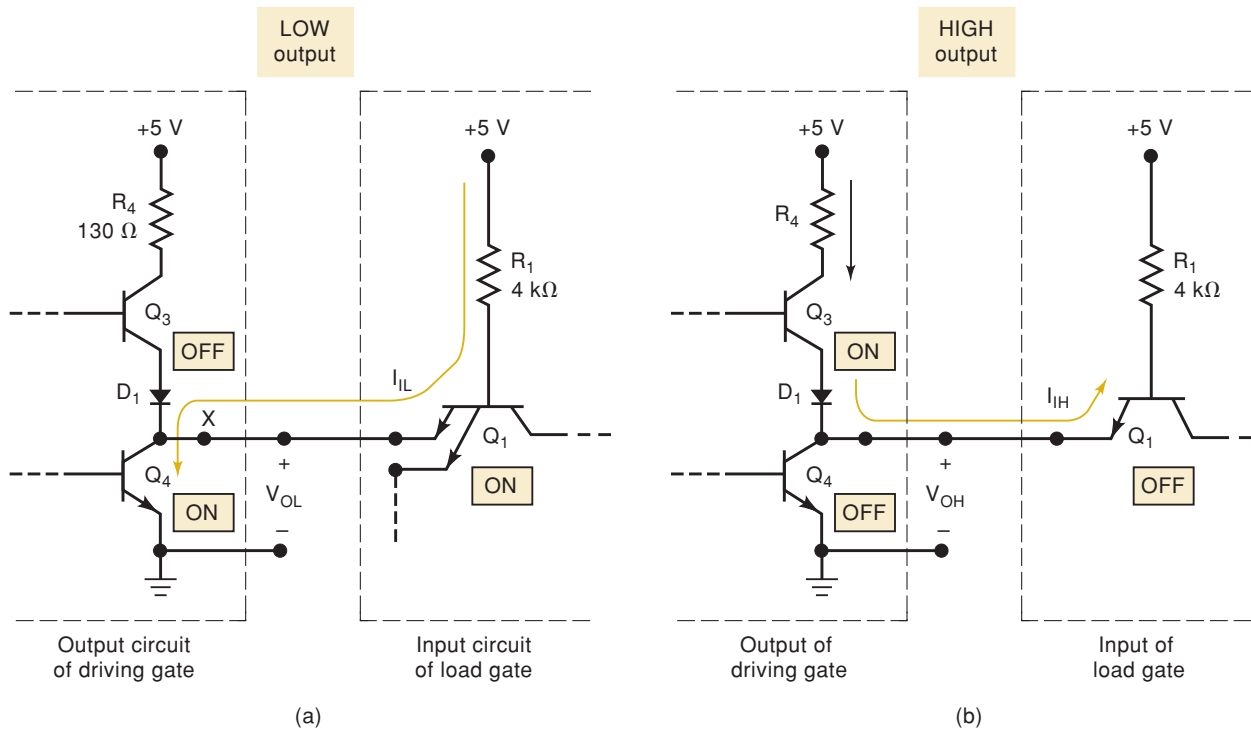 LOW
output
+5 V
+5 V
R4
130 Ω
R1
4 kΩ
Q3
OFF
D1
IIL
X
Q1
Q4
+
ON
ON
VOL
–
Output circuit
of driving gate
Input circuit
of load gate
(a)
HIGH
output
+5 V
+5 V
R4
R1
4 kΩ
Q3
ON
D1
IIH
Q1
Q4
+
OFF
OFF
VOH
–
Output of
driving gate
Input of
load gate
(b)